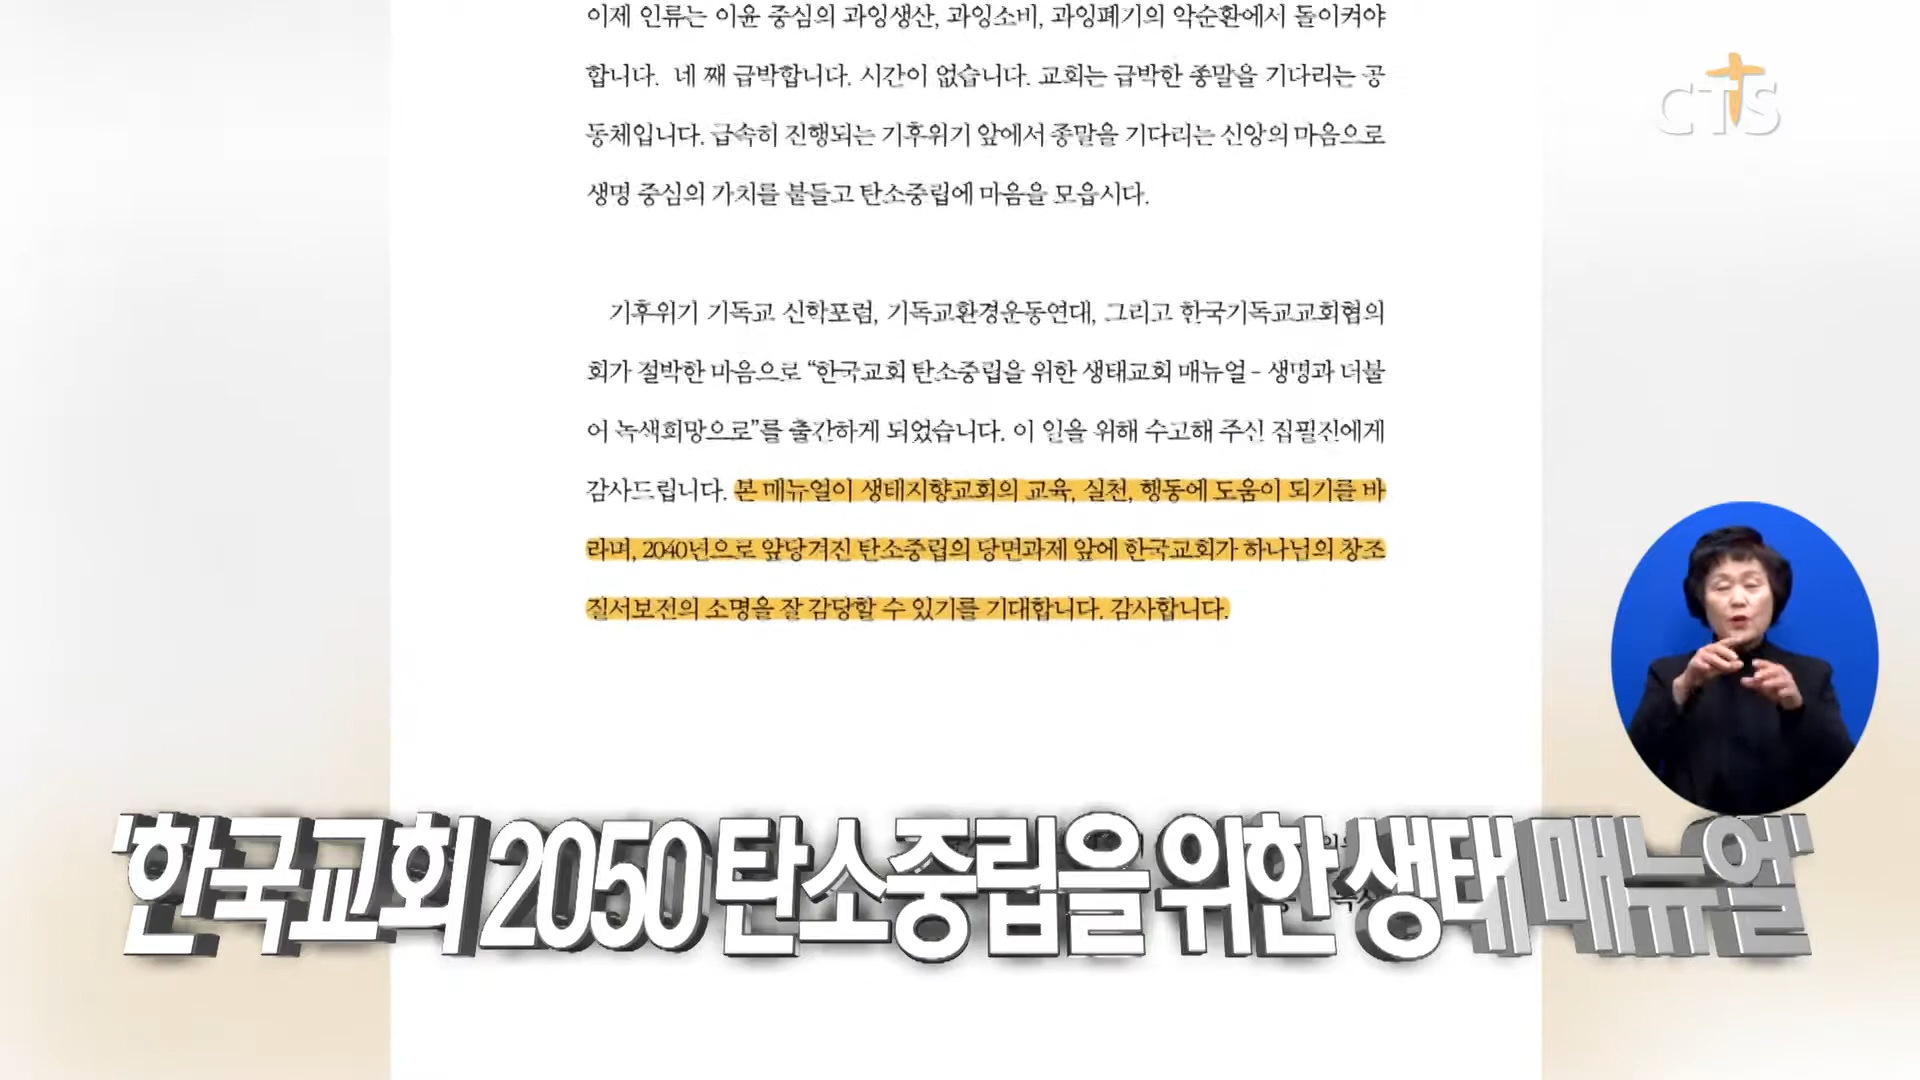 이제 인류는 이윤 중심의 과잉생산, 과잉소비, 과잉폐기의 악순환에서 돌이켜야
합니다. 네 째 급박합니다. 시간이 없습니다. 교회는 급박한 종말을 기다리는 공
동체입니다. 급속히 진행되는 기후위기 앞에서 종말을 기다리는 신앙의 마음으로
생명 중심의 가치를 붙들고 탄소중립에 마음을 모읍시다.
기후위기 기독교 신학포럼, 기독교환경운동연대, 그리고 한국기독교교회협의
회가 절박한 마음으로 “한국교회 탄소중립을 위한 생태교회 매뉴얼 - 생명과 더불
어 녹색희망으로”를 출간하게 되었습니다. 이 일을 위해 수고해 주신 집필진에게
감사드립니다. 본 매뉴얼이 생태지향교회의 교육, 실천, 행동에 도움이 되기를 바
라며, 2040년으로 앞당겨진 탄소중립의 당면과제 앞에 한국교회가 하나님의 창조
질서보전의 소명을 잘 감당할 수 있기를 기대합니다. 감사합니다.
CTS
'한국교회 2050 탄소중립을 위한 생태 매뉴얼'